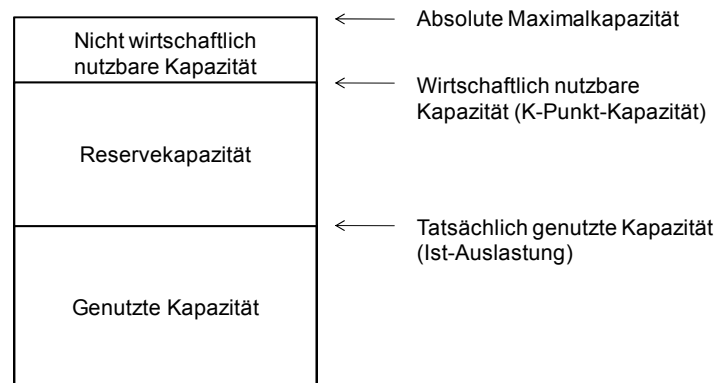 Absolute Maximalkapazität
Nicht wirtschaftlich
nutzbare Kapazität
Wirtschaftlich nutzbare
Kapazität (K-Punkt-Kapazität)
Reservekapazität
Tatsächlich genutzte Kapazität
(Ist-Auslastung)
Genutzte Kapazität